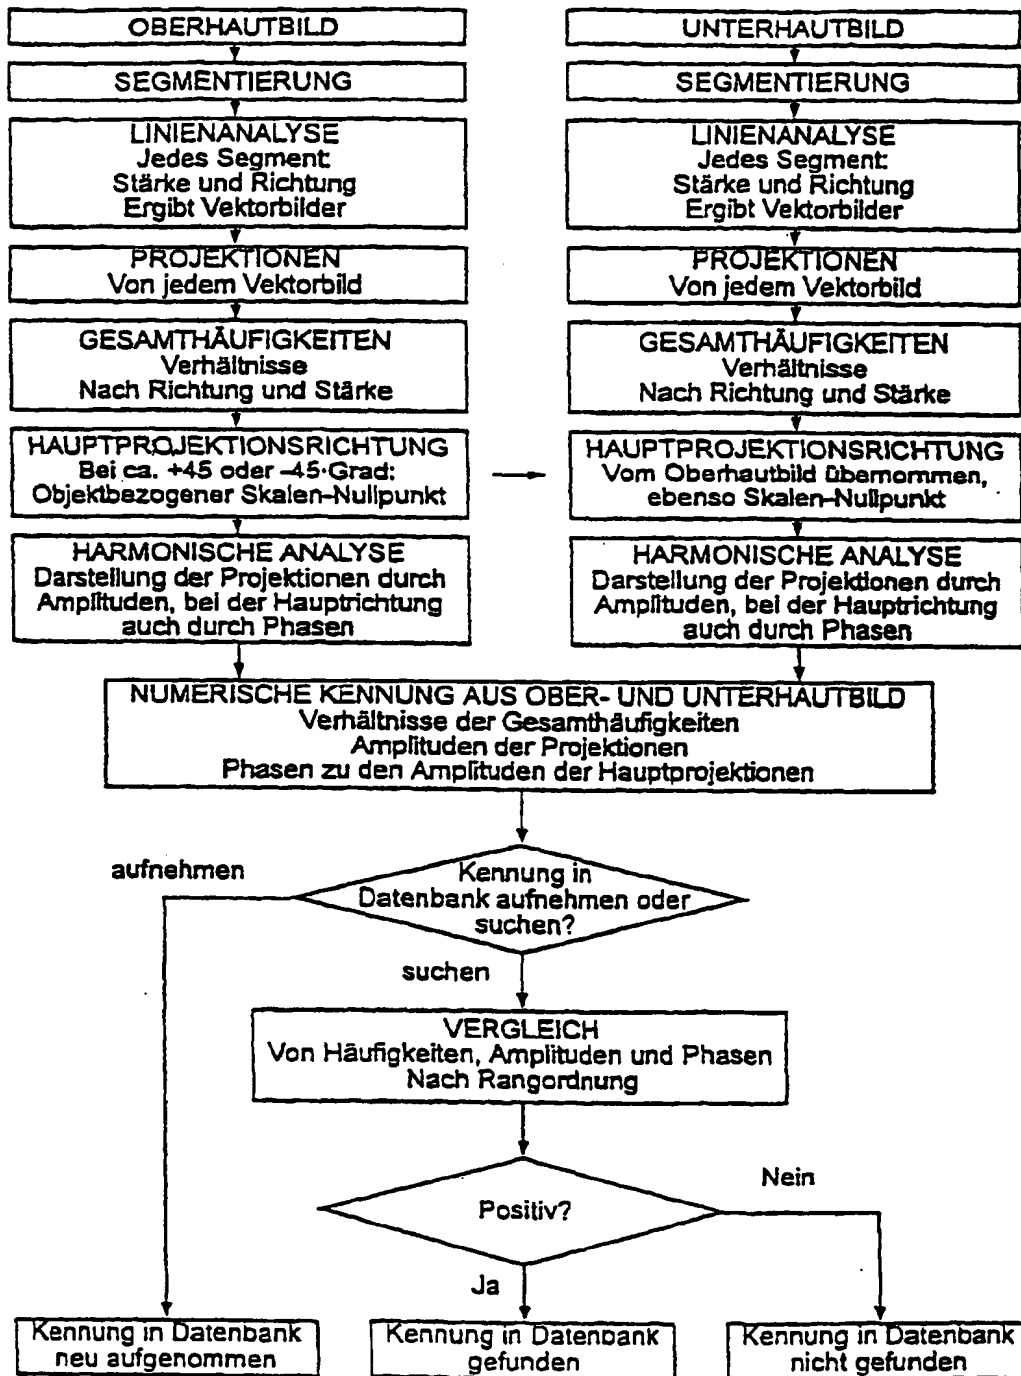 OBERHAUTBILD
SEGMENTIERUNG
LINIENANALYSE
Jedes Segment:
Stärke und Richtung
Ergibt Vektorbilder
PROJEKTIONEN
Von jedem Vektorbild
GESAMTHÄUFIGKEITEN
Verhältnisse
Nach Richtung und Stärke
HAUPTPROJEKTIONSRICHTUNG
Bei ca. +45 oder -45·Grad:
Objektbezogener Skalen-Nullpunkt
HARMONISCHE ANALYSE
Darstellung der Projektionen durch
Amplituden, bei der Hauptrichtung
auch durch Phasen
UNTERHAUTBILD
SEGMENTIERUNG
LINIENANALYSE
Jedes Segment:
Stärke und Richtung
Ergibt Vektorbilder
PROJEKTIONEN
Von jedem Vektorbild
GESAMTHÄUFIGKEITEN
Verhältnisse
Nach Richtung und Stärke
HAUPTPROJEKTIONSRICHTUNG
Vom Oberhautbild übernommen,
ebenso Skalen-Nullpunkt
HARMONISCHE ANALYSE
Darstellung der Projektionen durch
Amplituden, bei der Hauptrichtung
auch durch Phasen
NUMERISCHE KENNUNG AUS OBER- UND UNTERHAUTBILD
Verhältnisse der Gesamthäufigkeiten
Amplituden der Projektionen
Phasen zu den Amplituden der Hauptprojektionen
aufnehmen
Kennung in
Datenbank aufnehmen oder
suchen?
suchen
VERGLEICH
Von Häufigkeiten, Amplituden und Phasen
Nach Rangordnung
Positiv?
Nein
Ja
Kennung in Datenbank
neu aufgenommen
Kennung in Datenbank
gefunden
Kennung in Datenbank
nicht gefunden